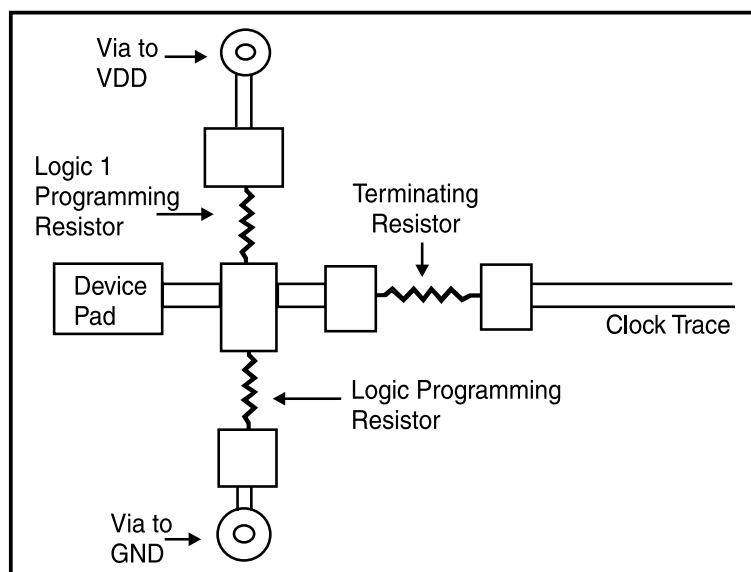 Via to
VDD
Logic 1
Programming
Resistor
Terminating
Resistor
Device
Pad
Clock Trace
Logic Programming
Resistor
Via to
GND